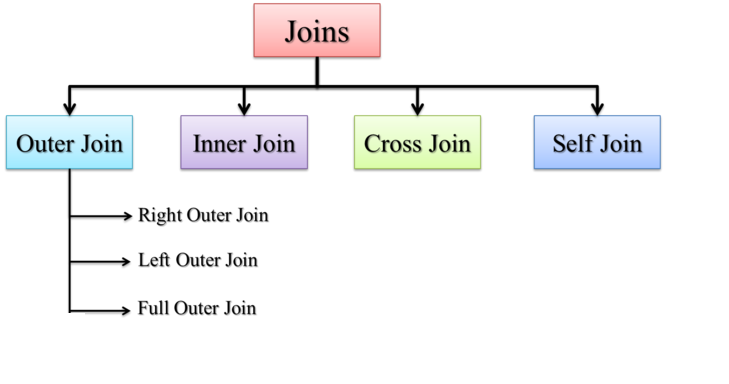 Joins
Outer Join
Inner Join
Cross Join
Self Join
Right Outer Join
Left Outer Join
Full Outer Join